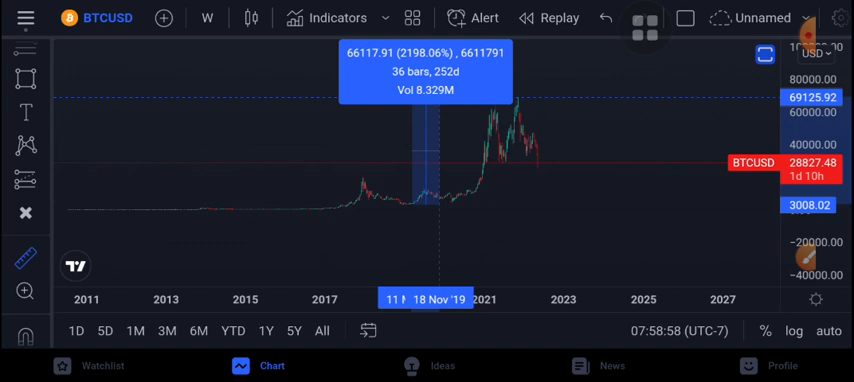 BTCUSD
W
Indicators
Alert
Replay
Unnamed
USD
66117.91 (2198.06%) , 6611791
36 bars, 252d
Vol 8.329M
80000.00
69125.92
60000.00
40000.00
BTCUSD
28827.48
1d 10h
3008.02
−20000.00
−40000.00
2011
2013
2015
2017
18 Nov '19
2021
2023
2025
2027
1D 5D 1M 3M 6M YTD 1Y 5Y All
07:58:58 (UTC-7)
% log auto
Watchlist
Chart
Ideas
News
Profile